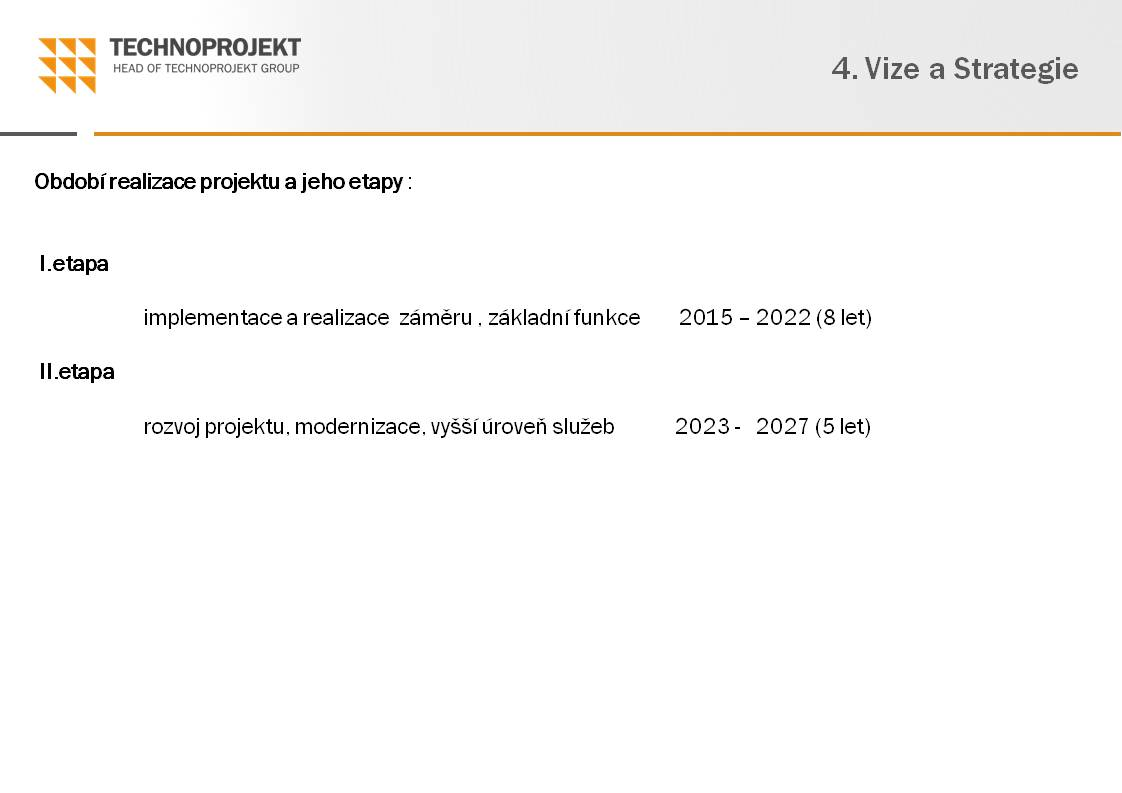 TECHNOPROJEKT
HEAD OF TECHNOPROJEKT GROUP
4. Vize a Strategie
Období realizace projektu a jeho etapy :
I.etapa
implementace a realizace záměru , základní funkce 2015 – 2022 (8 let)
II.etapa
rozvoj projektu, modernizace, vyšší úroveň služeb 2023 - 2027 (5 let)